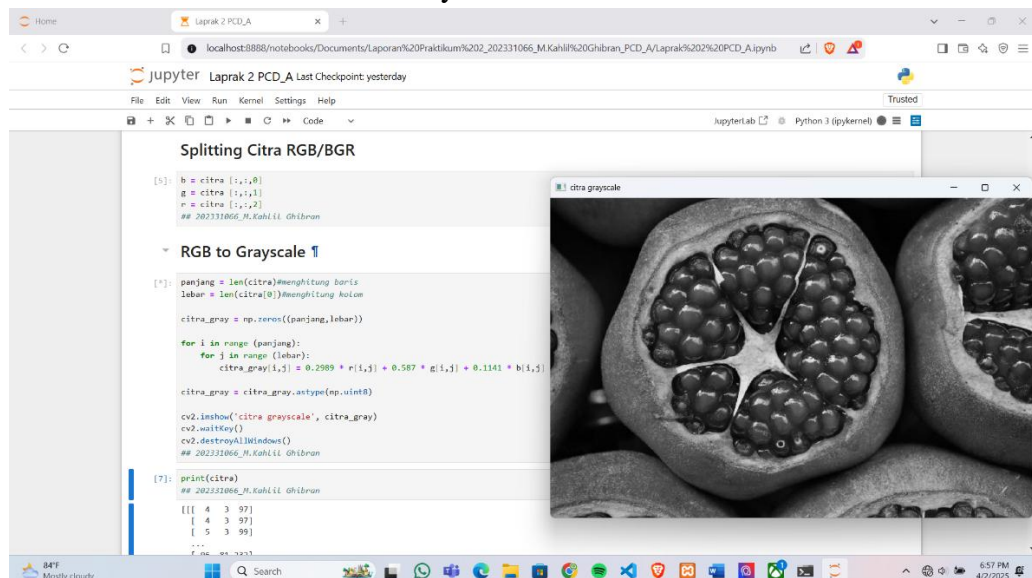 Home
Laprak 2 PCD_A
localhost:8888/notebooks/Documents/Laporan%20Praktikum%202_202331066_M.Kahlil%20Ghibran_PCD_A/Laprak%202%20PCD_A.ipynb
jupyter Laprak 2 PCD_A Last Checkpoint: yesterday
File Edit View Run Kernel Settings Help
Trusted
Code
JupyterLab
Python 3 (ipykernel)
Splitting Citra RGB/BGR
[5]: b = citra [:,:,0]
g = citra [:,:,1]
r = citra [:,:,2]
## 202331066_M.Kahlil Ghibran
RGB to Grayscale ¶
[*]: panjang = len(citra)#menghitung baris
lebar = len(citra[0])#menghitung kolom
citra_gray = np.zeros((panjang,lebar))
for i in range (panjang):
for j in range (lebar):
citra_gray[i,j] = 0.2989 * r[i,j] + 0.587 * g[i,j] + 0.1141 * b[i,j]
citra_gray = citra_gray.astype(np.uint8)
cv2.imshow('citra grayscale', citra_gray)
cv2.waitKey()
cv2.destroyAllWindows()
## 202331066_M.Kahlil Ghibran
[7]: print(citra)
## 202331066_M.Kahlil Ghibran
[[[ 4 3 97]
[ 4 3 97]
[ 5 3 99]
...
[ 96 81 232]
citra grayscale
84°F
Mostly cloudy
Search
6:57 PM
4/2/2025